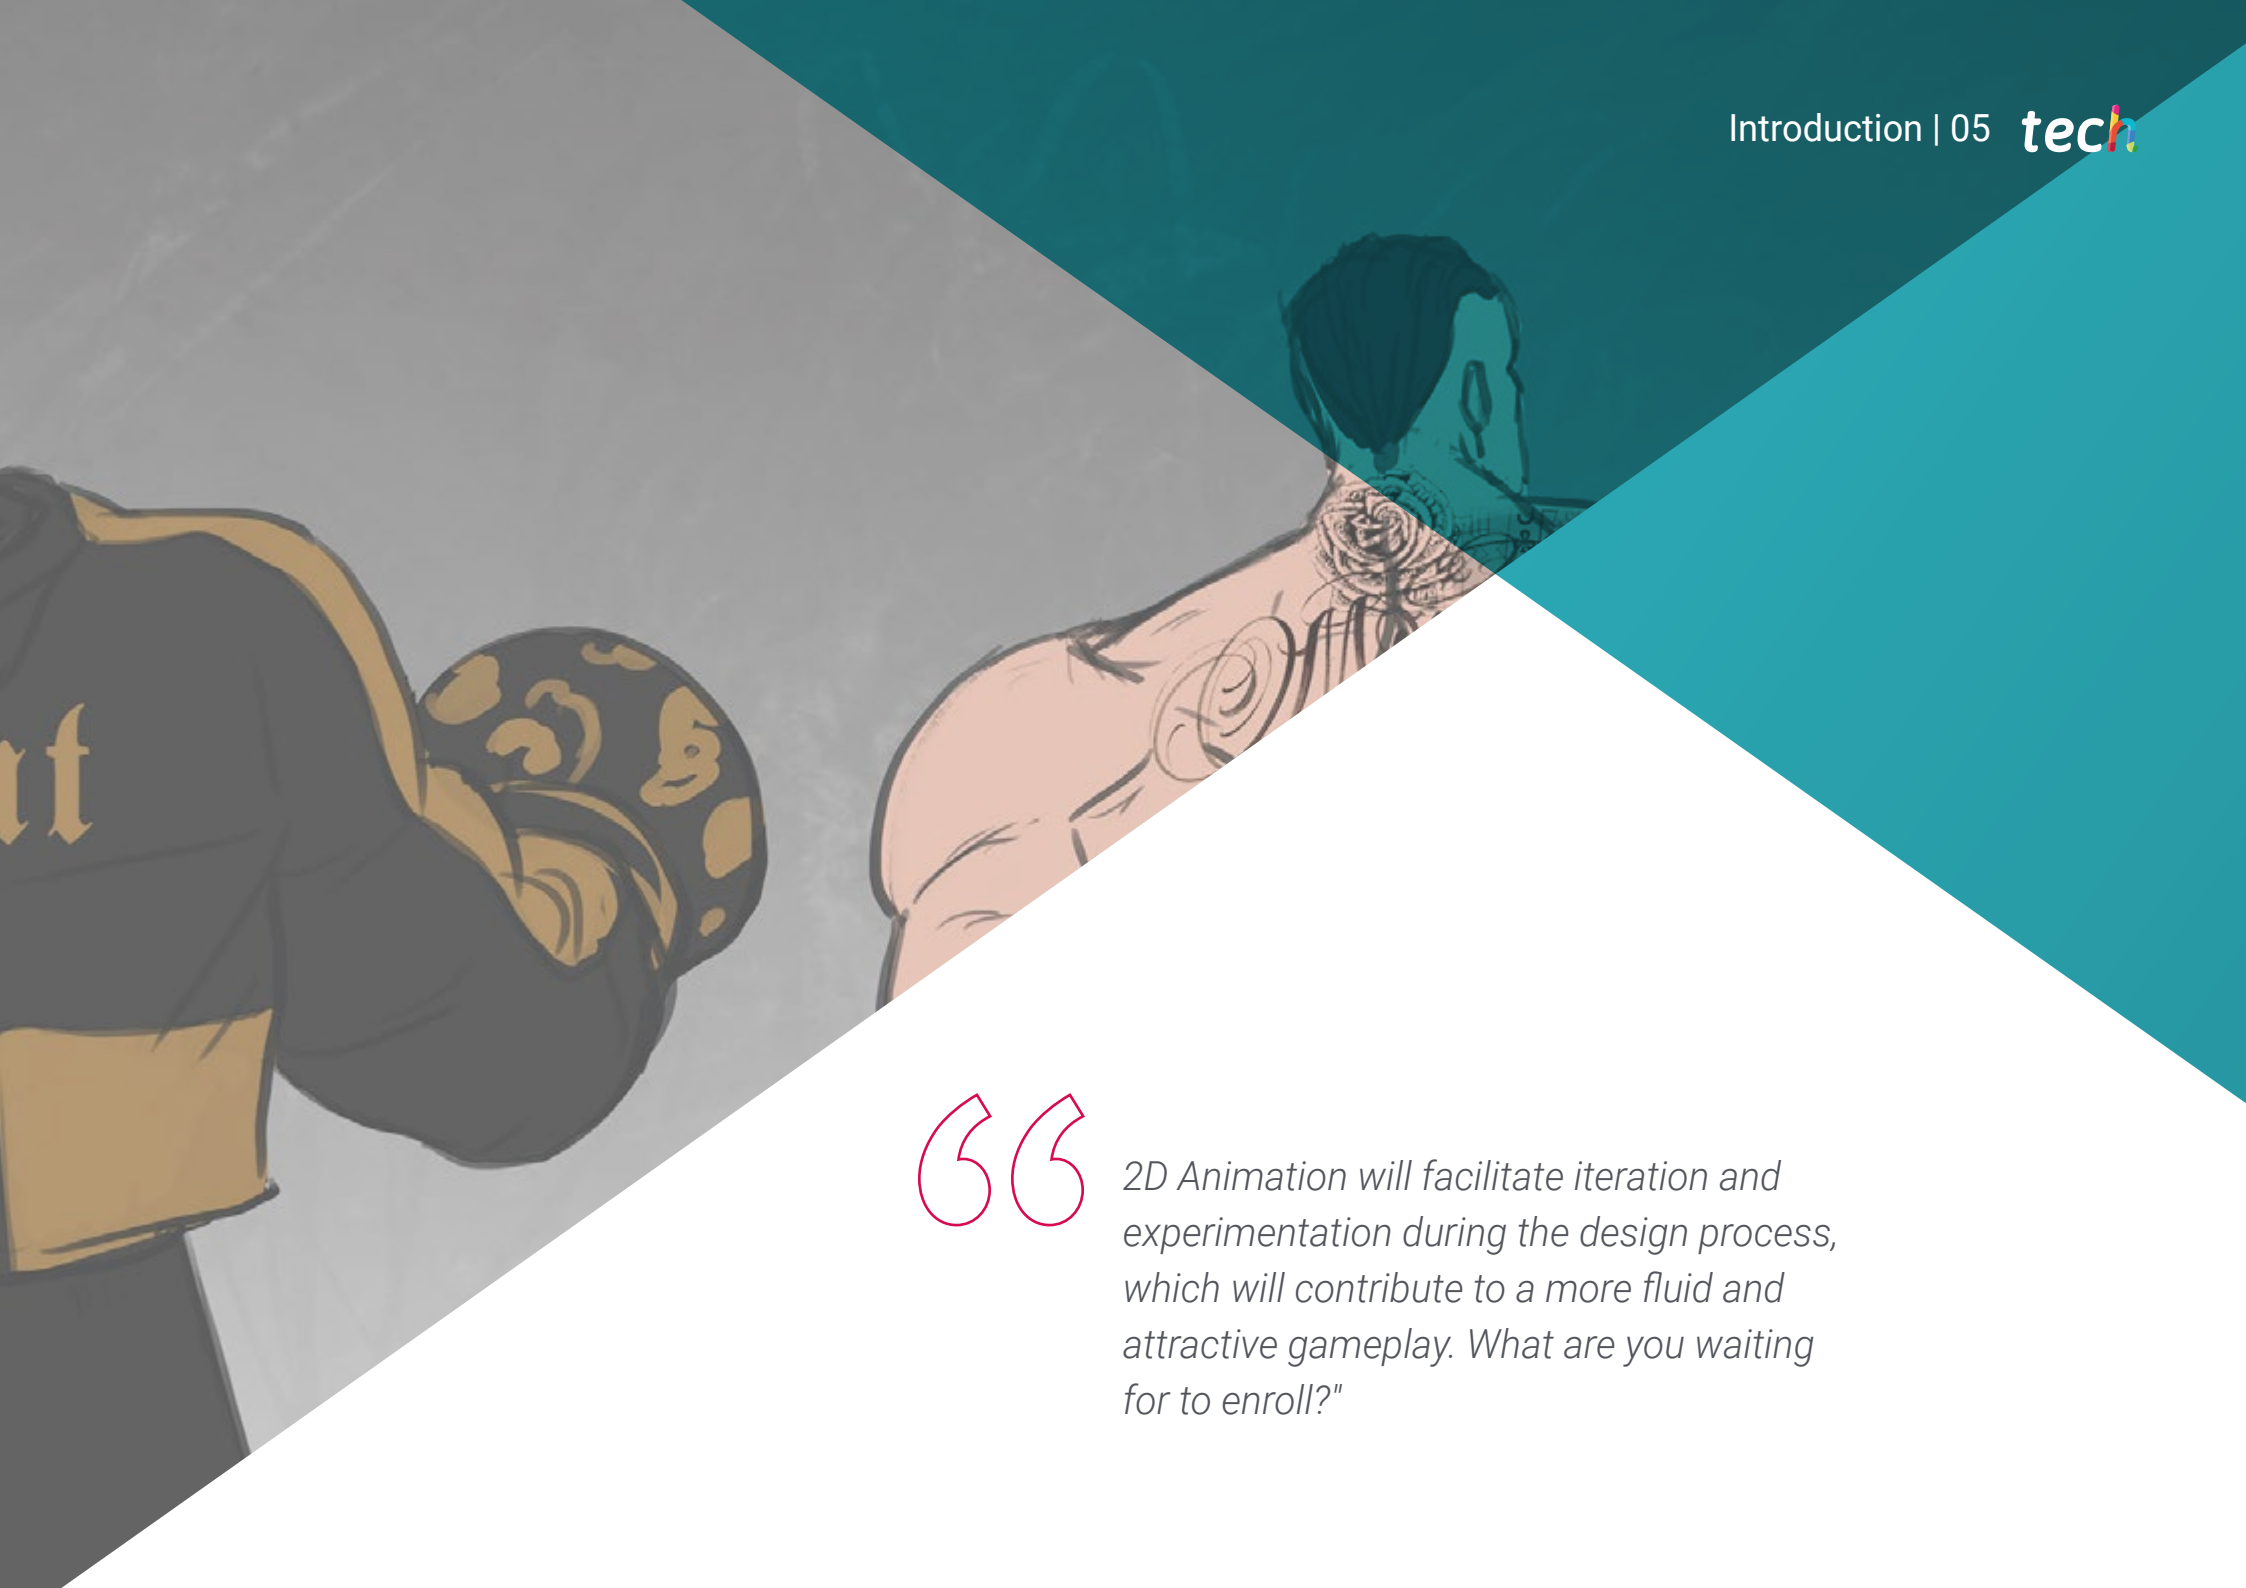 Introduction | 05 tech
2D Animation will facilitate iteration and
experimentation during the design process,
which will contribute to a more fluid and
attractive gameplay. What are you waiting
for to enroll?"